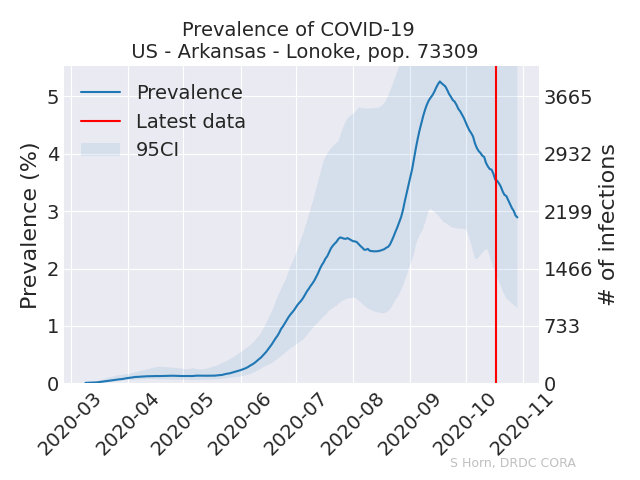 Prevalence of COVID-19
US - Arkansas - Lonoke, pop. 73309
Prevalence
Latest data
95CI
Prevalence (%)
5
4
3
2
1
0
3665
2932
2199
1466
733
0
# of infections
2020-03
2020-04
2020-05
2020-06
2020-07
2020-08
2020-09
2020-10
2020-11
S Horn, DRDC CORA